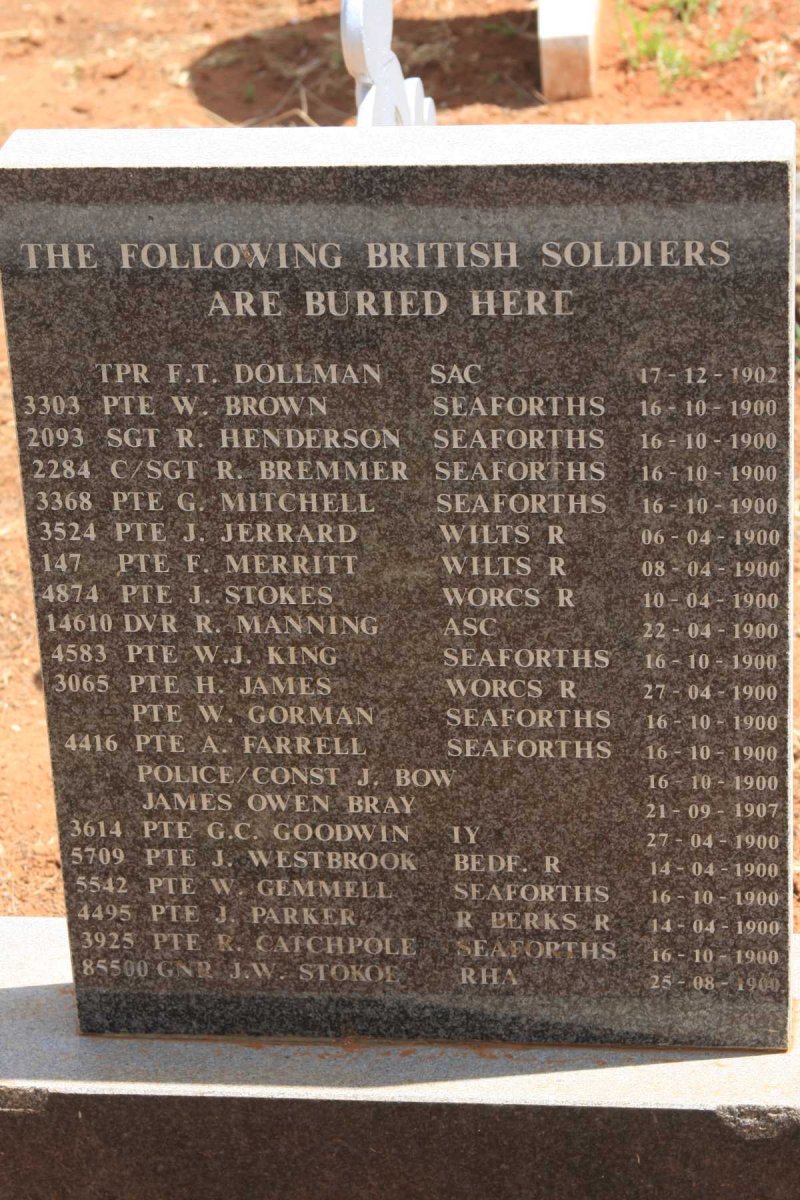 THE FOLLOWING BRITISH SOLDIERS
ARE BURIED HERE
TPR F.T. DOLLMAN SAC 17-12-1902
3303 PTE W. BROWN SEAFORTHS 16-10-1900
2093 SGT R. HENDERSON SEAFORTHS 16-10-1900
2284 C/SGT R. BREMMER SEAFORTHS 16-10-1900
3368 PTE G. MITCHELL SEAFORTHS 16-10-1900
3524 PTE J. JERRARD WILTS R 06-04-1900
147 PTE F. MERRITT WILTS R 08-04-1900
4874 PTE J. STOKES WORCS R 10-04-1900
14610 DVR R. MANNING ASC 22-04-1900
4583 PTE W.J. KING SEAFORTHS 16-10-1900
3065 PTE H. JAMES WORCS R 27-04-1900
PTE W. GORMAN SEAFORTHS 16-10-1900
4416 PTE A. FARRELL SEAFORTHS 16-10-1900
POLICE/CONST J. BOW 16-10-1900
JAMES OWEN BRAY 21-09-1907
3614 PTE G.C. GOODWIN IY 27-04-1900
5709 PTE J. WESTBROOK BEDF. R 14-04-1900
5542 PTE W. GEMMELL SEAFORTHS 16-10-1900
4495 PTE J. PARKER R BERKS R 14-04-1900
3925 PTE R. CATCHPOLE SEAFORTHS 16-10-1900
85500 GNR J.W. STOKOE RHA 25-08-1900